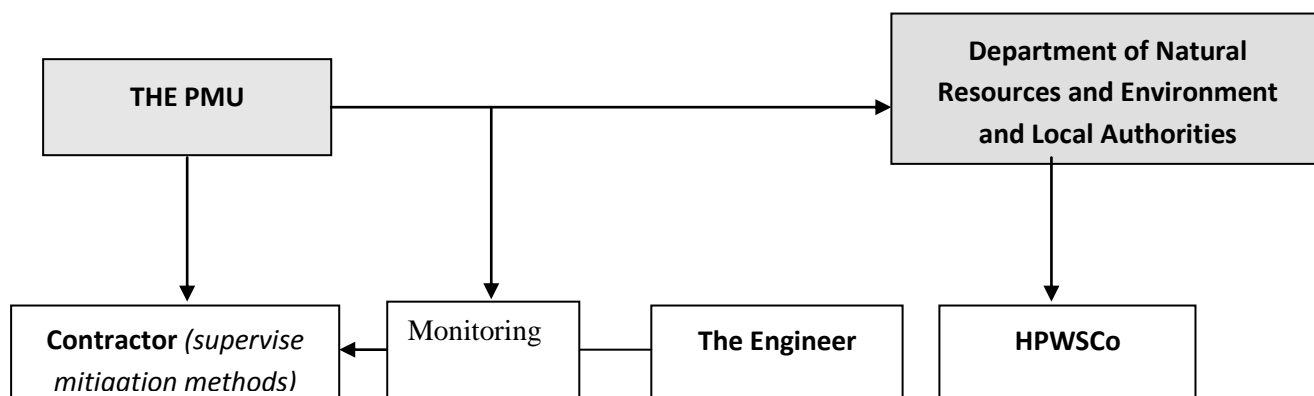 THE PMU
Department of Natural
Resources and Environment
and Local Authorities
Contractor (supervise
mitigation methods)
Monitoring
The Engineer
HPWSCo